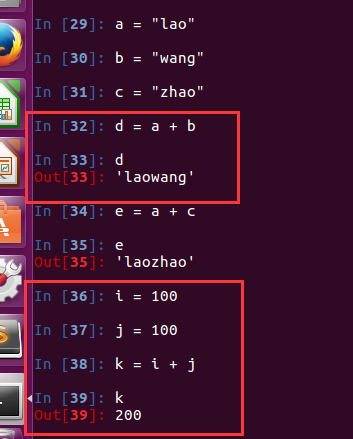 In [29]: a = "lao"
In [30]: b = "wang"
In [31]: c = "zhao"
In [32]: d = a + b
In [33]: d
Out[33]: 'laowang'
In [34]: e = a + c
In [35]: e
Out[35]: 'laozhao'
In [36]: i = 100
In [37]: j = 100
In [38]: k = i + j
In [39]: k
Out[39]: 200